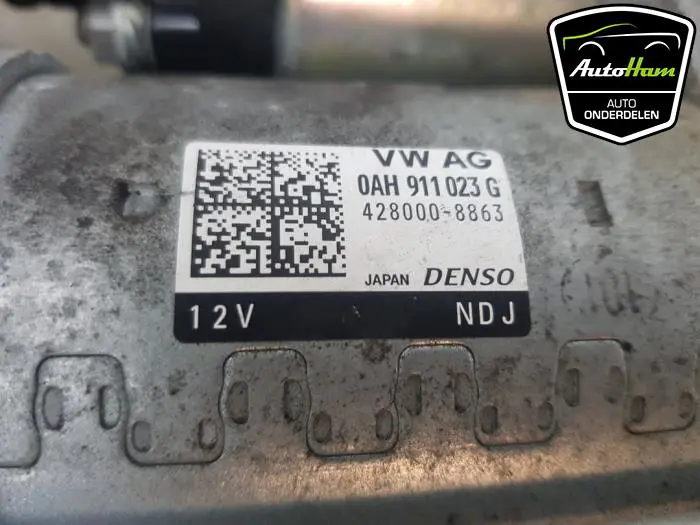 AutoHam
AUTO
ONDERDELEN
VW AG
0AH 911 023 G
428000-8863
JAPAN DENSO
12V NDJ